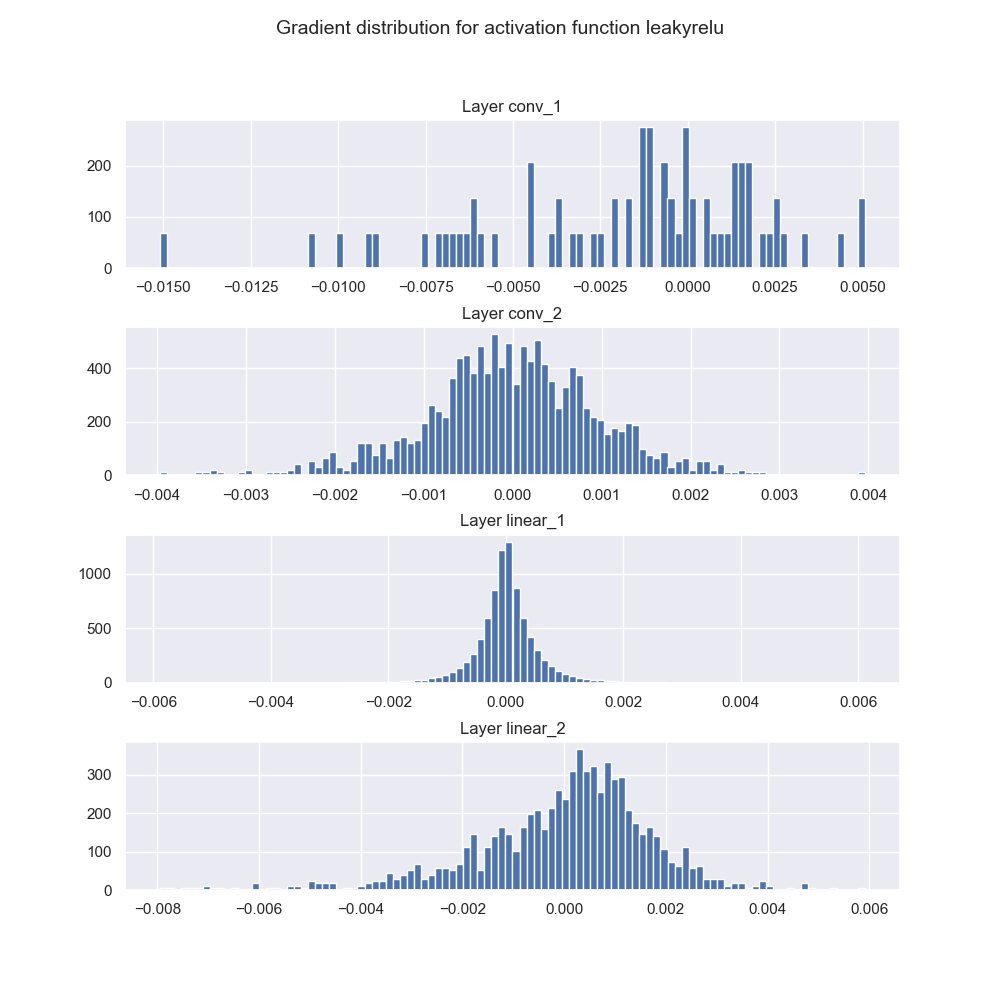 Gradient distribution for activation function leakyrelu
Layer conv_1
200
100
0
−0.0150 −0.0125 −0.0100 −0.0075 −0.0050 −0.0025 0.0000 0.0025 0.0050
Layer conv_2
400
200
0
−0.004 −0.003 −0.002 −0.001 0.000 0.001 0.002 0.003 0.004
Layer linear_1
1000
500
0
−0.006 −0.004 −0.002 0.000 0.002 0.004 0.006
Layer linear_2
300
200
100
0
−0.008 −0.006 −0.004 −0.002 0.000 0.002 0.004 0.006